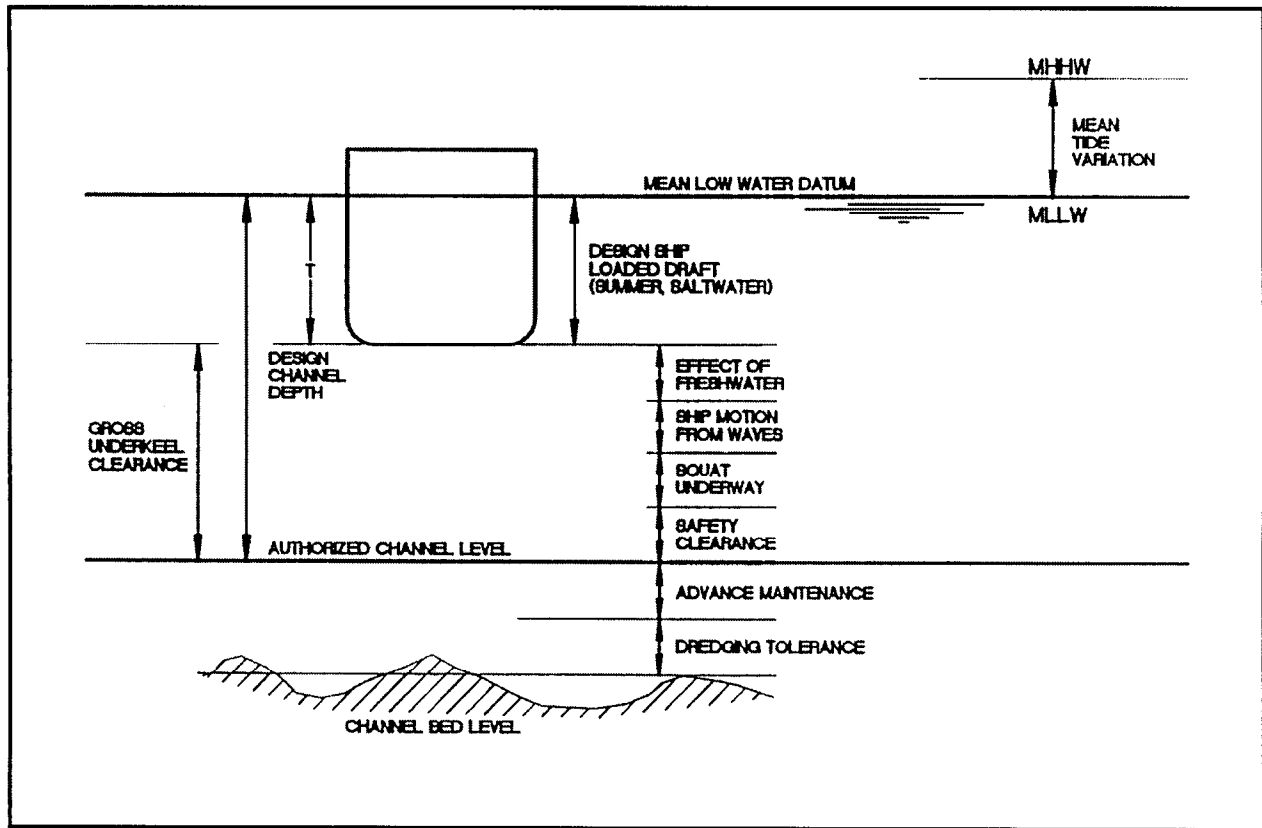 MHHW
MEAN
TIDE
VARIATION
MEAN LOW WATER DATUM
MLLW
T
DESIGN SHIP
LOADED DRAFT
(SUMMER, SALTWATER)
DESIGN
CHANNEL
DEPTH
EFFECT OF
FRESHWATER
SHIP MOTION
FROM WAVES
GROSS
UNDERKEEL
CLEARANCE
SQUAT
UNDERWAY
SAFETY
CLEARANCE
AUTHORIZED CHANNEL LEVEL
ADVANCE MAINTENANCE
DREDGING TOLERANCE
CHANNEL BED LEVEL